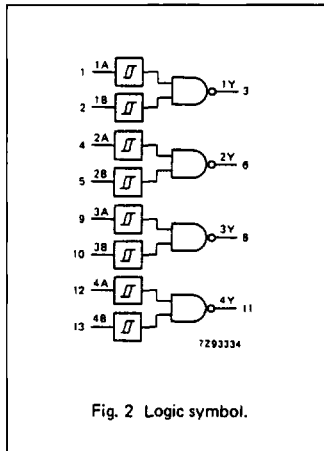 1 1A 1Y 3
2 1B
4 2A 2Y 6
5 2B
9 3A 3Y 8
10 3B
12 4A 4Y 11
13 4B
7293334
Fig. 2 Logic symbol.